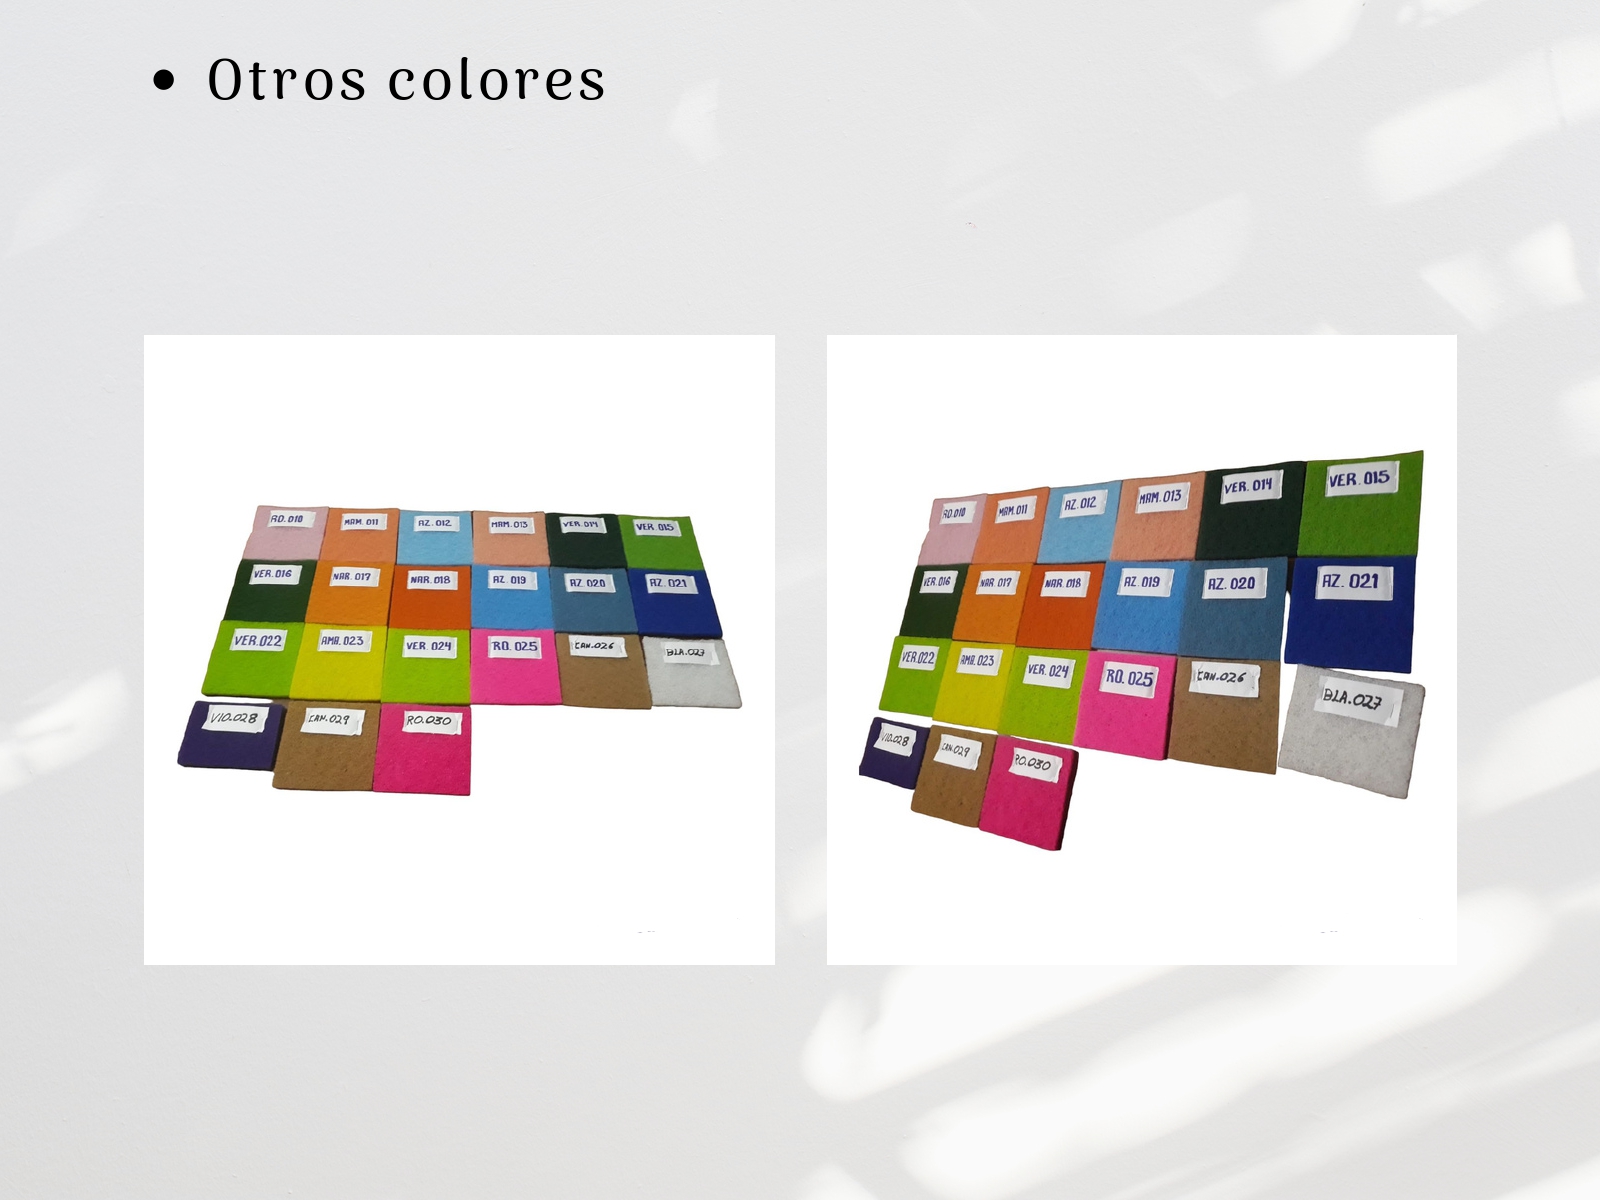 • Otros colores
RO. 010 MAM. 011 AZ. 012 MAM. 013 VER. 014 VER. 015
VER. 016 NAR. 017 NAR. 018 AZ. 019 AZ. 020 AZ. 021
VER. 022 AMA. 023 VER. 024 RO. 025 CAN.026 BLA.027
VIO.028 CAN.029 RO.030
RO. 010 MAM. 011 AZ. 012 MAM. 013 VER. 014 VER. 015
VER. 016 NAR. 017 NAR. 018 AZ. 019 AZ. 020 AZ. 021
VER. 022 AMA. 023 VER. 024 RO. 025 CAN.026 BLA.027
VIO.028 CAN.029 RO.030